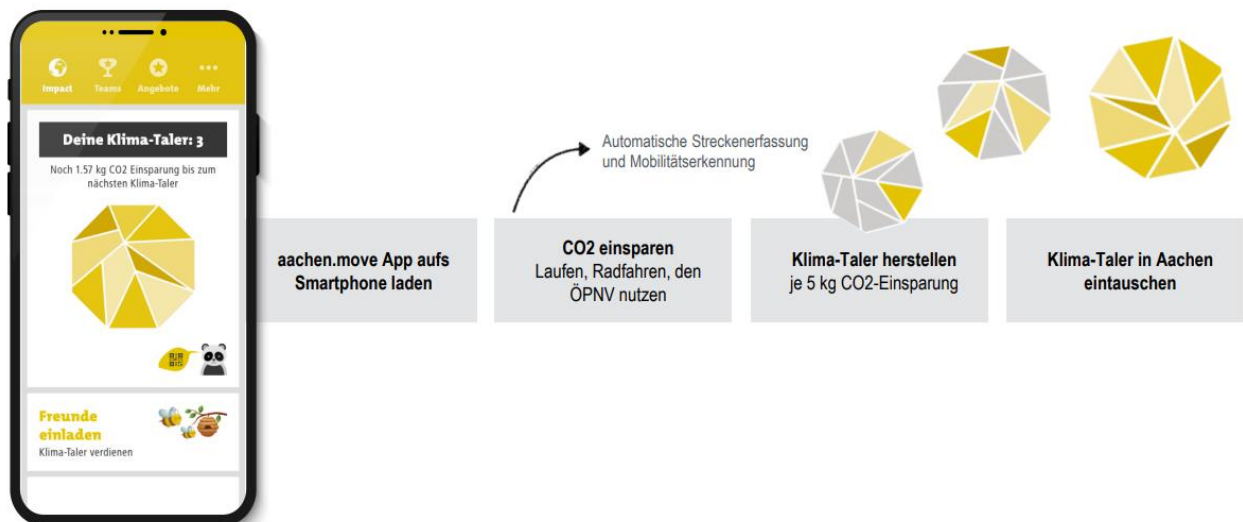 Impact Teams Angebote Mehr
Deine Klima-Taler: 3
Noch 1.57 kg CO2 Einsparung bis zum
nächsten Klima-Taler
Freunde
einladen
Klima-Taler verdienen
aachen.move App aufs
Smartphone laden
Automatische Streckenerfassung
und Mobilitätserkennung
CO2 einsparen
Laufen, Radfahren, den
ÖPNV nutzen
Klima-Taler herstellen
je 5 kg CO2-Einsparung
Klima-Taler in Aachen
eintauschen